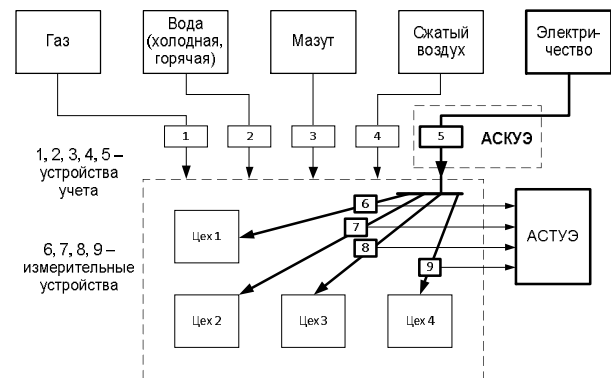 Газ
Вода
(холодная,
горячая)
Мазут
Сжатый
воздух
Электри-
чество
1
2
3
4
5
АСКУЭ
1, 2, 3, 4, 5 –
устройства
учета
6
7
8
9
Цех 1
АСТУЭ
6, 7, 8, 9 –
измерительные
устройства
Цех 2
Цех 3
Цех 4